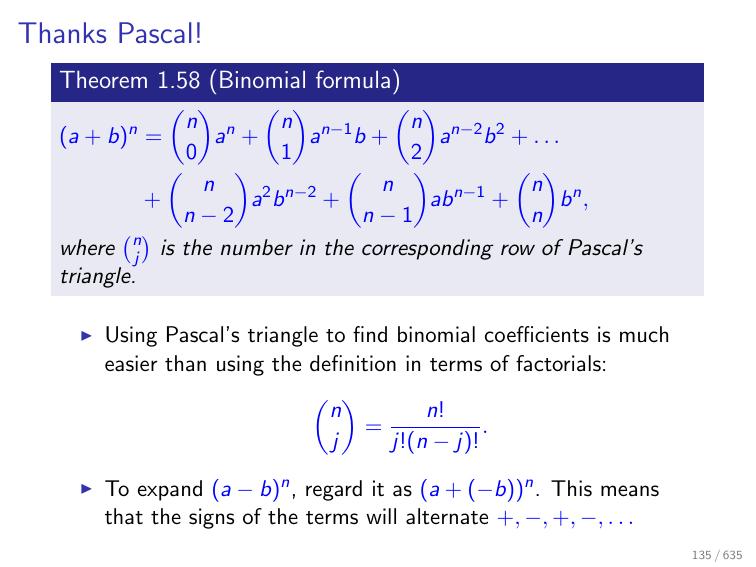 Thanks Pascal!
Theorem 1.58 (Binomial formula)
(a + b)^n = \binom{n}{0} a^n + \binom{n}{1} a^{n−1}b + \binom{n}{2} a^{n−2}b^2 + . . .
+ \binom{n}{n − 2} a^2b^{n−2} + \binom{n}{n − 1} ab^{n−1} + \binom{n}{n} b^n,
where \binom{n}{j} is the number in the corresponding row of Pascal's
triangle.
▶ Using Pascal's triangle to find binomial coefficients is much
easier than using the definition in terms of factorials:
\binom{n}{j} = \frac{n!}{j!(n − j)!}.
▶ To expand (a − b)^n, regard it as (a + (−b))^n. This means
that the signs of the terms will alternate +, −, +, −, . . .
135 / 635